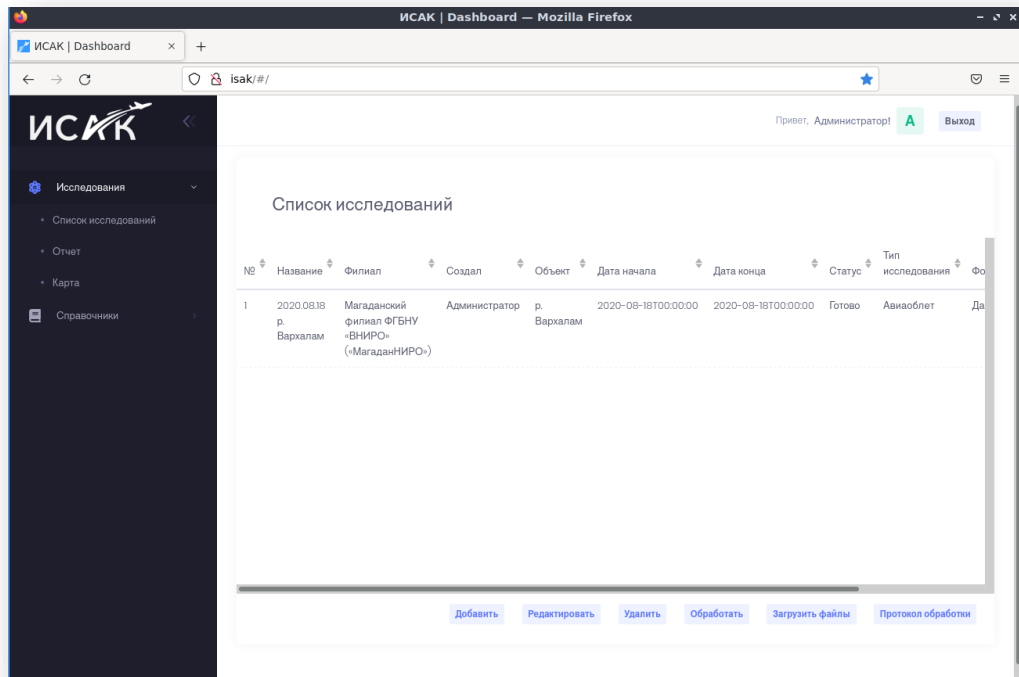 ИСАК | Dashboard — Mozilla Firefox
ИСАК | Dashboard
isak/#/
ИСАК
Привет, Администратор! А Выход
Исследования
Список исследований
Отчет
Карта
Справочники
Список исследований
№ Название Филиал Создал Объект Дата начала Дата конца Статус Тип исследования Фо
1 2020.08.18 р. Вархалам Магаданский филиал ФГБНУ «ВНИРО» («МагаданНИРО») Администратор р. Вархалам 2020-08-18T00:00:00 2020-08-18T00:00:00 Готово Авиаоблет Да
Добавить Редактировать Удалить Обработать Загрузить файлы Протокол обработки